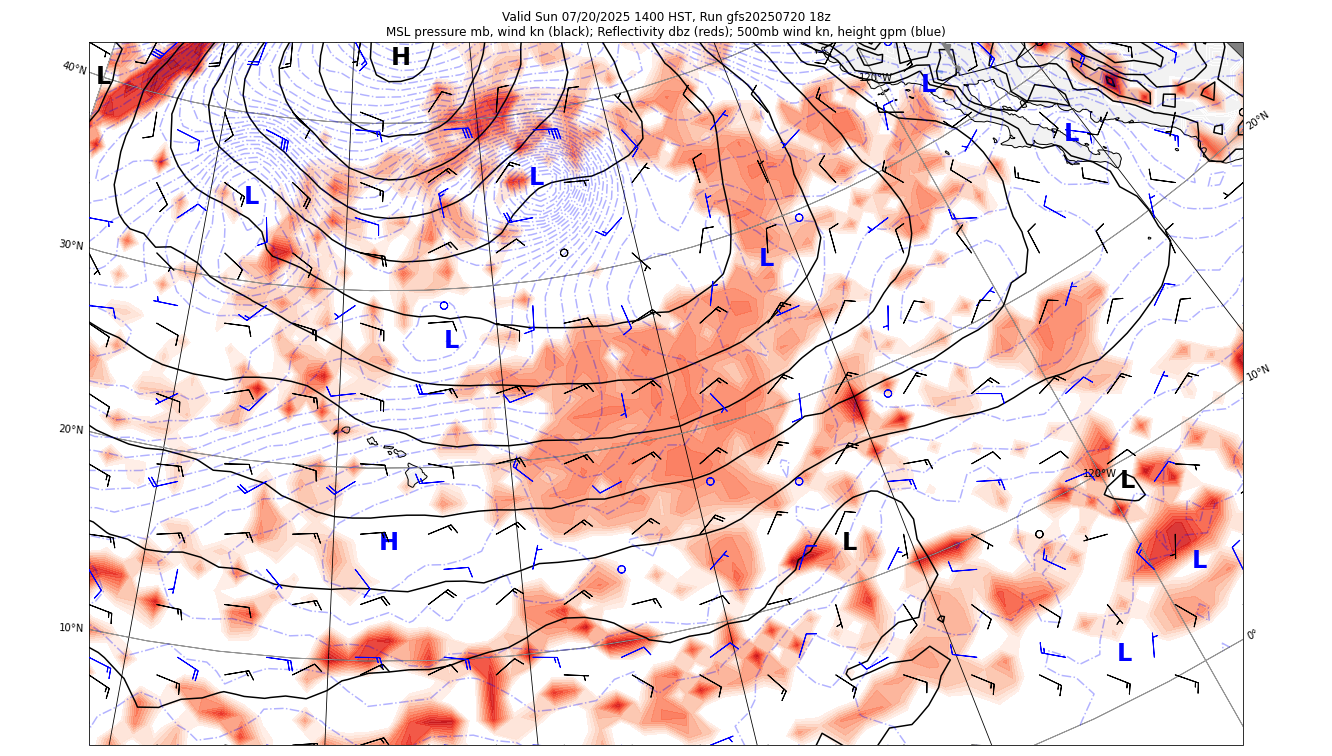 Valid Sun 07/20/2025 1400 HST, Run gfs20250720 18z
MSL pressure mb, wind kn (black); Reflectivity dbz (reds); 500mb wind kn, height gpm (blue)
H
40°N
L
120°W
L
20°N
L
L
L
30°N
L
L
10°N
20°N
120°W
L
H
L
L
10°N
0°
L